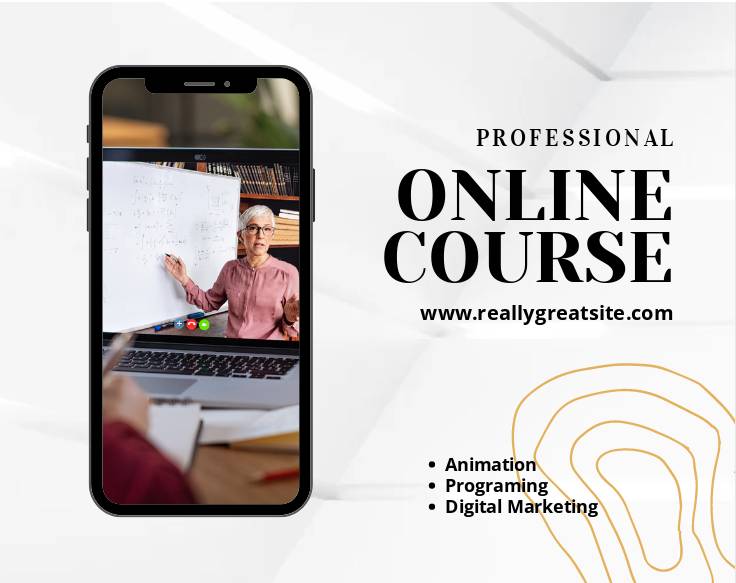 PROFESSIONAL
ONLINE
COURSE
www.reallygreatsite.com
• Animation
• Programing
• Digital Marketing